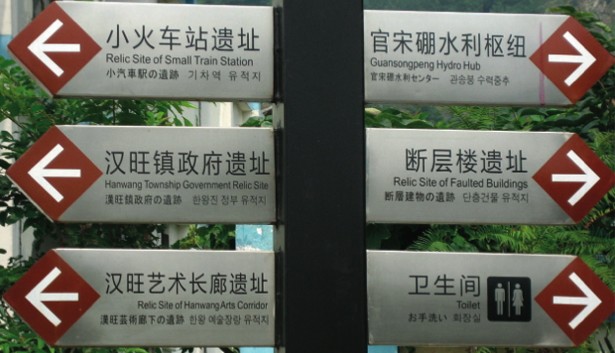 小火车站遗址
Relic Site of Small Train Station
小汽車駅の遺跡 기차역 유적지
汉旺镇政府遗址
Hanwang Township Government Relic Site
漢旺鎮政府の遺跡 한왕진 정부 유적지
汉旺艺术长廊遗址
Relic Site of Hanwang Arts Corridor
漢旺芸術廊下の遺跡 한왕 예술장랑 유적지
官宋硼水利枢纽
Guansongpeng Hydro Hub
官宋硼水利センター 관송붕 수력중추
断层楼遗址
Relic Site of Faulted Buildings
断層建物の遺跡 단층건물 유적지
卫生间
Toilet
お手洗い 화장실